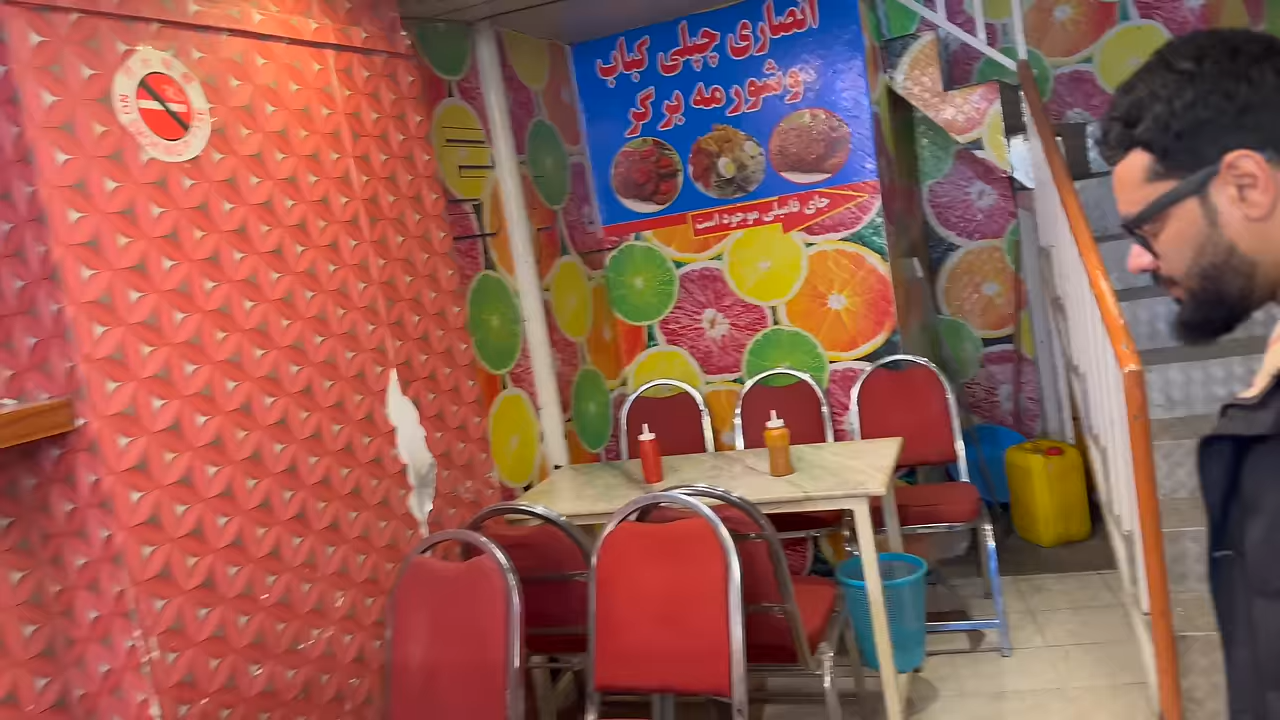 انصاری چپلی کباب
وشورمه برگر
جای فامیلی موجود است